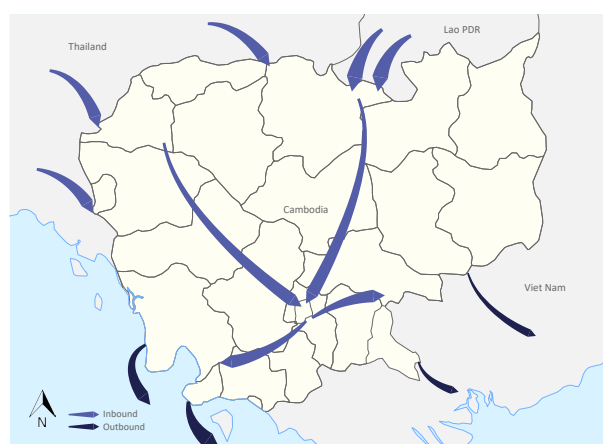 Thailand
Lao PDR
Cambodia
Viet Nam
N
Inbound
Outbound